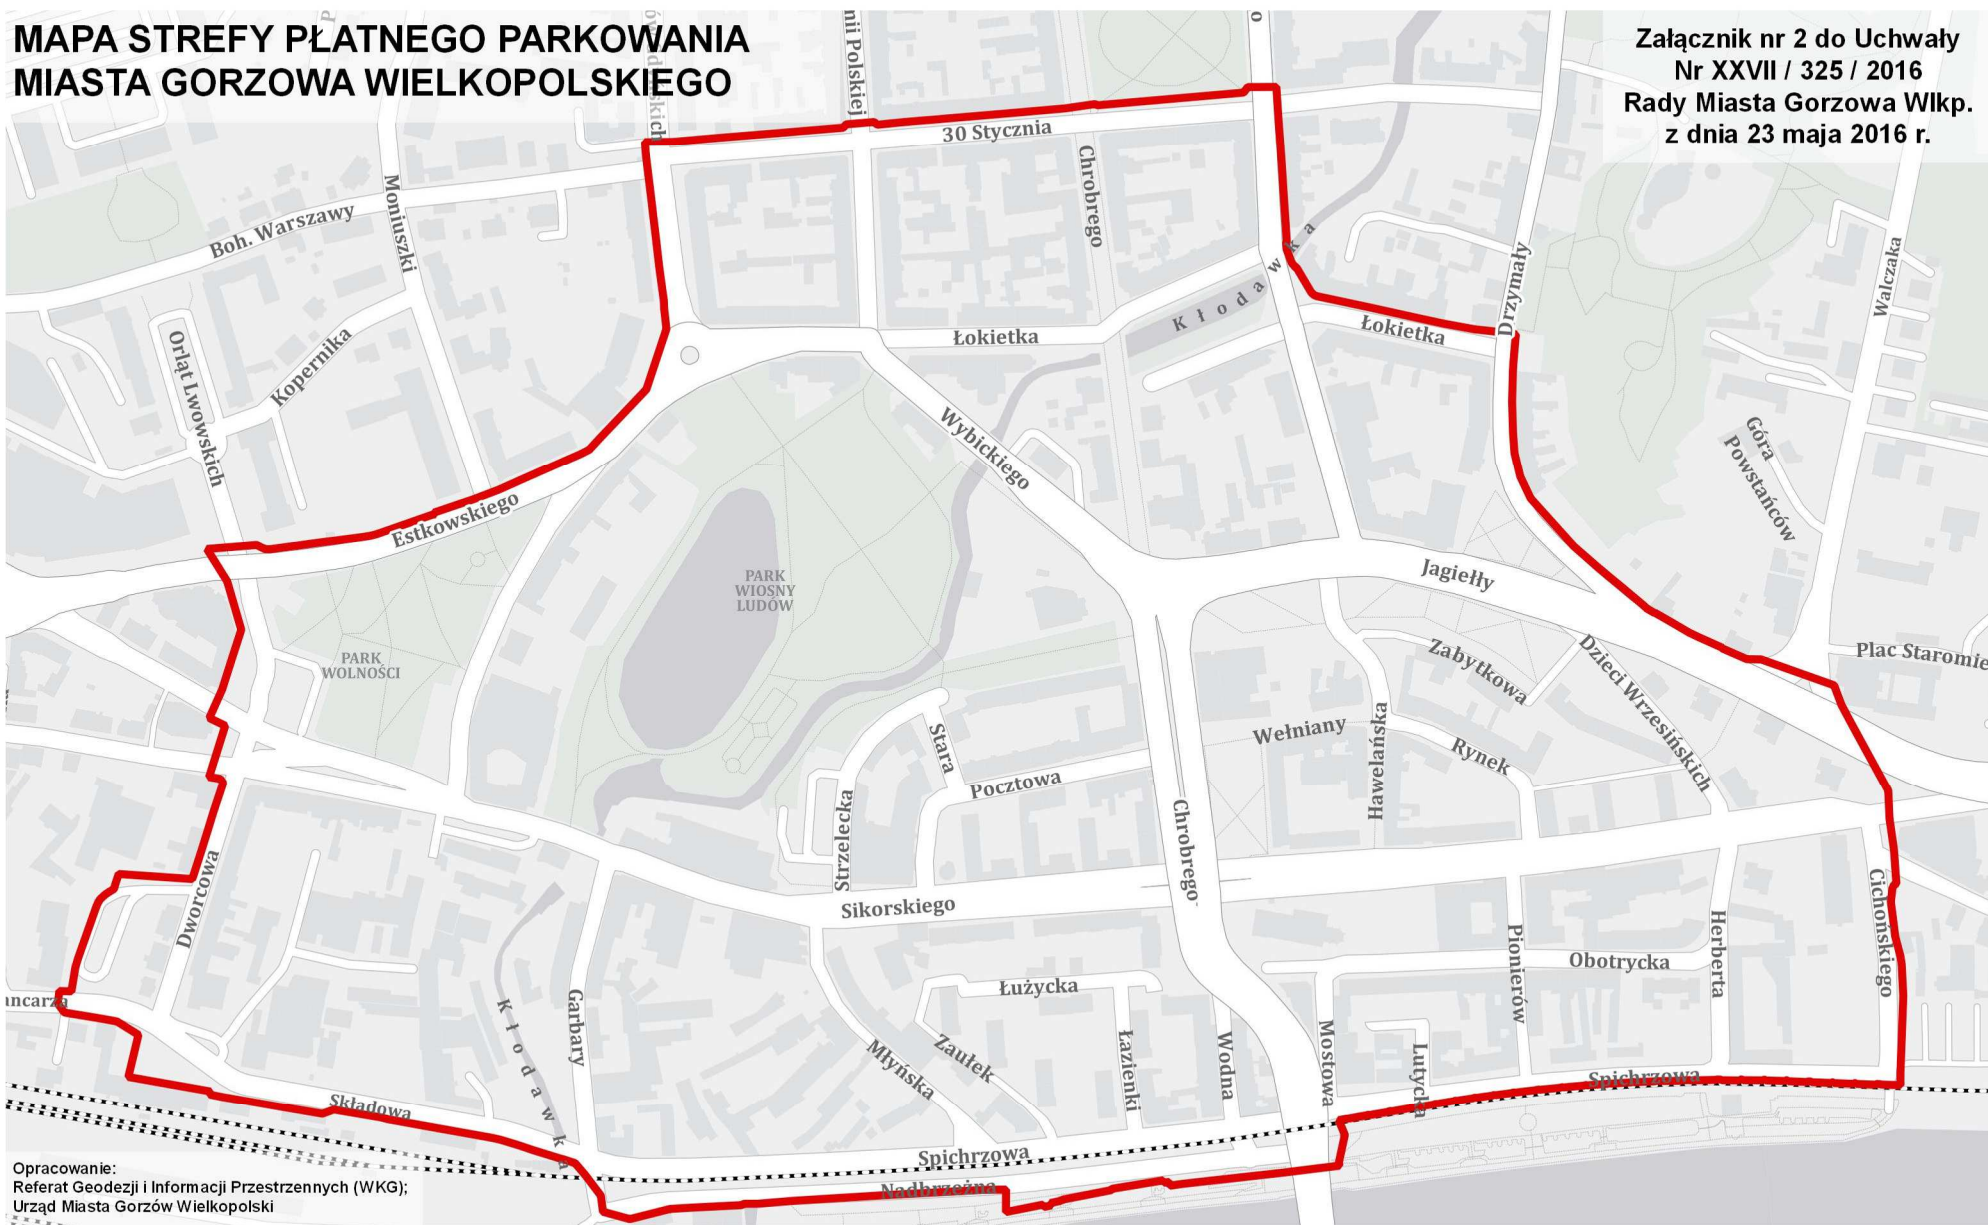 MAPA STREFY PŁATNEGO PARKOWANIA
MIASTA GORZOWA WIELKOPOLSKIEGO
Załącznik nr 2 do Uchwały
Nr XXVII / 325 / 2016
Rady Miasta Gorzowa Wlkp.
z dnia 23 maja 2016 r.
nii Polskiej
30 Stycznia
Chrobrego
Moniuszki
Boh. Warszawy
Kłodawka
Drzymały
Walczaka
Łokietka
Łokietka
Orląt Lwowskich
Kopernika
Wybickiego
Góra
Powstańców
Estkowskiego
PARK
WIOSNY
LUDÓW
Jagiełły
PARK
WOLNOŚCI
Zabytkowa
Dzieci Wrzesińskich
Plac Staromie
Stara
Wełniany
Hawelańska
Rynek
Pocztowa
Strzelecka
Chrobrego
Dworcowa
Sikorskiego
Cichońskiego
Pionierów
Obotrycka
Herberta
ancarza
Kłodawka
Garbary
Łużycka
Młyńska
Zaułek
Łazienki
Wodna
Mostowa
Lutycka
Spichrzowa
Składowa
Spichrzowa
Nadbrzeżna
Opracowanie:
Referat Geodezji i Informacji Przestrzennych (WKG);
Urząd Miasta Gorzów Wielkopolski